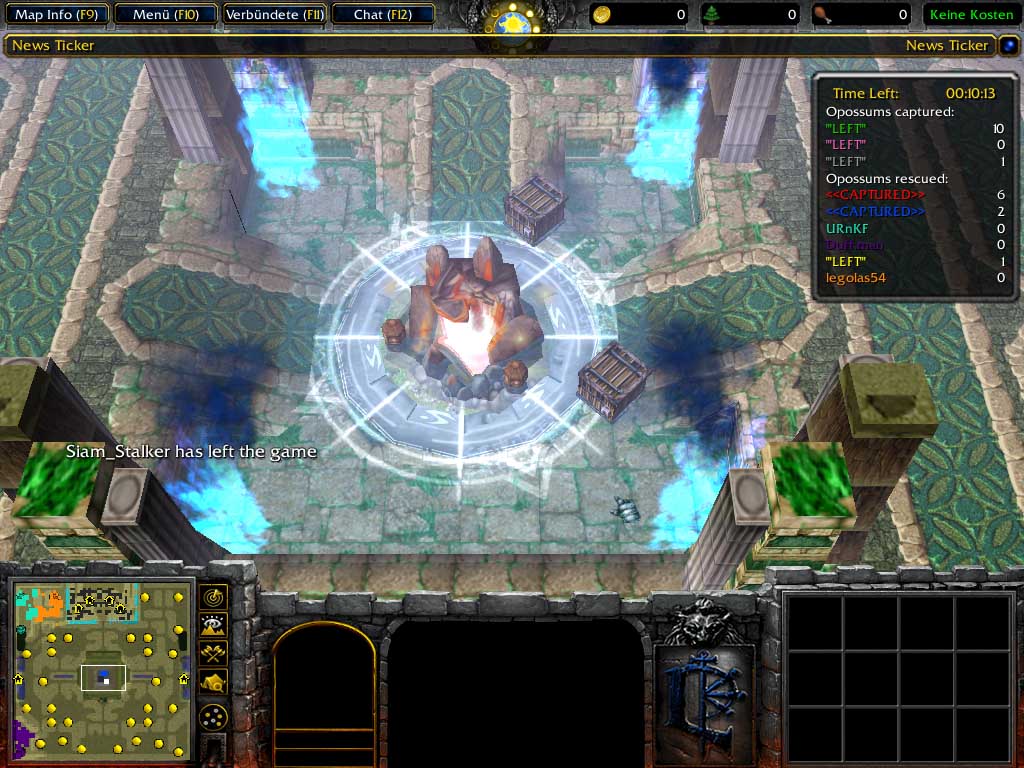 Map Info (F9) Menü (F10) Verbündete (F11) Chat (F12) 0 0 0 Keine Kosten
News Ticker News Ticker
Time Left: 00:10:13
Opossums captured:
"LEFT" 10
"LEFT" 0
"LEFT" 1
Opossums rescued:
<<CAPTURED>> 6
<<CAPTURED>> 2
URnKF 0
Duff.men 0
"LEFT" 1
legolas54 0
Siam_Stalker has left the game